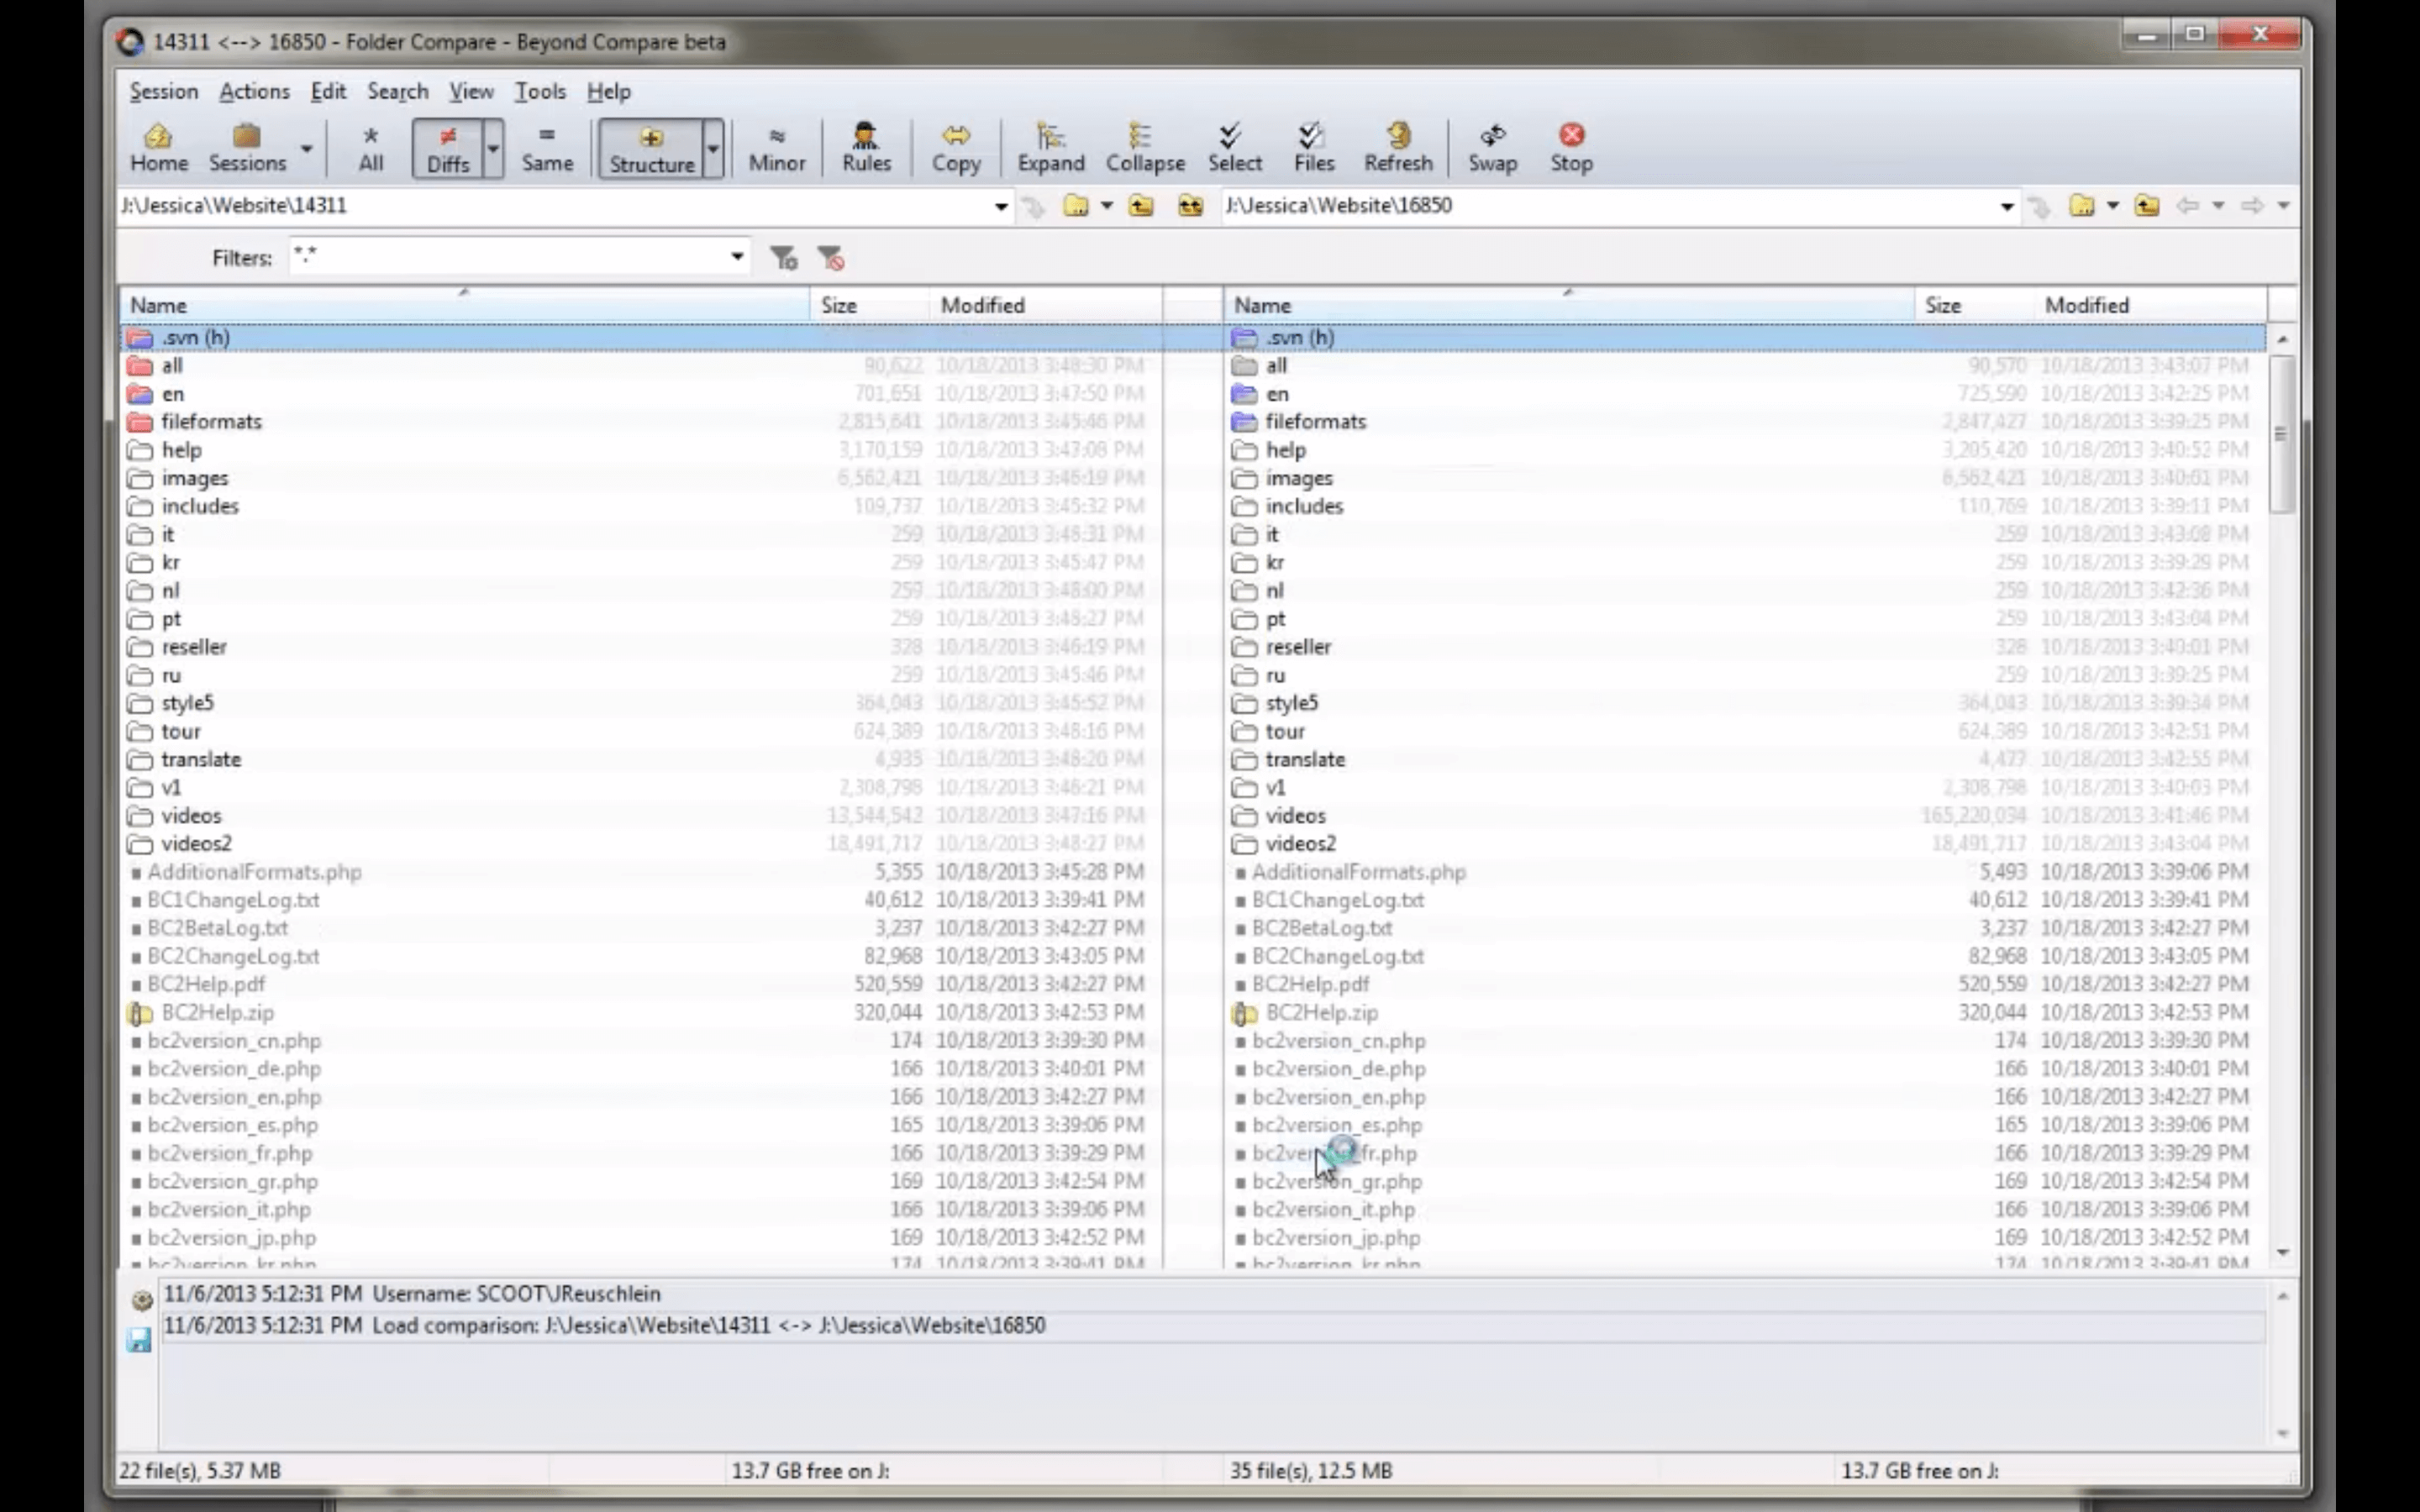 14311 <--> 16850 - Folder Compare - Beyond Compare beta
Session Actions Edit Search View Tools Help
Home Sessions All Diffs Same Structure Minor Rules Copy Expand Collapse Select Files Refresh Swap Stop
J:\Jessica\Website\14311 J:\Jessica\Website\16850
Filters: *.*
Name Size Modified Name Size Modified
.svn (h) .svn (h)
all 90,622 10/18/2013 3:48:30 PM all 90,570 10/18/2013 3:43:07 PM
en 701,651 10/18/2013 3:47:50 PM en 725,590 10/18/2013 3:42:25 PM
fileformats 2,815,641 10/18/2013 3:45:46 PM fileformats 2,847,427 10/18/2013 3:39:25 PM
help 3,170,159 10/18/2013 3:47:08 PM help 3,205,420 10/18/2013 3:40:52 PM
images 6,562,421 10/18/2013 3:46:19 PM images 6,562,421 10/18/2013 3:40:01 PM
includes 109,737 10/18/2013 3:45:32 PM includes 110,769 10/18/2013 3:39:11 PM
it 259 10/18/2013 3:48:31 PM it 259 10/18/2013 3:43:08 PM
kr 259 10/18/2013 3:45:47 PM kr 259 10/18/2013 3:39:29 PM
nl 259 10/18/2013 3:48:00 PM nl 259 10/18/2013 3:42:36 PM
pt 259 10/18/2013 3:48:27 PM pt 259 10/18/2013 3:43:04 PM
reseller 328 10/18/2013 3:46:19 PM reseller 328 10/18/2013 3:40:01 PM
ru 259 10/18/2013 3:45:46 PM ru 259 10/18/2013 3:39:25 PM
style5 364,043 10/18/2013 3:45:52 PM style5 364,043 10/18/2013 3:39:34 PM
tour 624,389 10/18/2013 3:48:16 PM tour 624,389 10/18/2013 3:42:51 PM
translate 4,935 10/18/2013 3:48:20 PM translate 4,477 10/18/2013 3:42:55 PM
v1 2,308,798 10/18/2013 3:46:21 PM v1 2,308,798 10/18/2013 3:40:03 PM
videos 13,544,542 10/18/2013 3:47:16 PM videos 165,220,034 10/18/2013 3:41:46 PM
videos2 18,491,717 10/18/2013 3:48:27 PM videos2 18,491,717 10/18/2013 3:43:04 PM
AdditionalFormats.php 5,355 10/18/2013 3:45:28 PM AdditionalFormats.php 5,493 10/18/2013 3:39:06 PM
BC1ChangeLog.txt 40,612 10/18/2013 3:39:41 PM BC1ChangeLog.txt 40,612 10/18/2013 3:39:41 PM
BC2BetaLog.txt 3,237 10/18/2013 3:42:27 PM BC2BetaLog.txt 3,237 10/18/2013 3:42:27 PM
BC2ChangeLog.txt 82,968 10/18/2013 3:43:05 PM BC2ChangeLog.txt 82,968 10/18/2013 3:43:05 PM
BC2Help.pdf 520,559 10/18/2013 3:42:27 PM BC2Help.pdf 520,559 10/18/2013 3:42:27 PM
BC2Help.zip 320,044 10/18/2013 3:42:53 PM BC2Help.zip 320,044 10/18/2013 3:42:53 PM
bc2version_cn.php 174 10/18/2013 3:39:30 PM bc2version_cn.php 174 10/18/2013 3:39:30 PM
bc2version_de.php 166 10/18/2013 3:40:01 PM bc2version_de.php 166 10/18/2013 3:40:01 PM
bc2version_en.php 166 10/18/2013 3:42:27 PM bc2version_en.php 166 10/18/2013 3:42:27 PM
bc2version_es.php 165 10/18/2013 3:39:06 PM bc2version_es.php 165 10/18/2013 3:39:06 PM
bc2version_fr.php 166 10/18/2013 3:39:29 PM bc2version_fr.php 166 10/18/2013 3:39:29 PM
bc2version_gr.php 169 10/18/2013 3:42:54 PM bc2version_gr.php 169 10/18/2013 3:42:54 PM
bc2version_it.php 166 10/18/2013 3:39:06 PM bc2version_it.php 166 10/18/2013 3:39:06 PM
bc2version_jp.php 169 10/18/2013 3:42:52 PM bc2version_jp.php 169 10/18/2013 3:42:52 PM
bc2version_kr.php 174 10/18/2013 3:39:41 PM bc2version_kr.php 174 10/18/2013 3:39:41 PM
11/6/2013 5:12:31 PM Username: SCOOT\JReuschlein
11/6/2013 5:12:31 PM Load comparison: J:\Jessica\Website\14311 <-> J:\Jessica\Website\16850
22 file(s), 5.37 MB 13.7 GB free on J: 35 file(s), 12.5 MB 13.7 GB free on J: